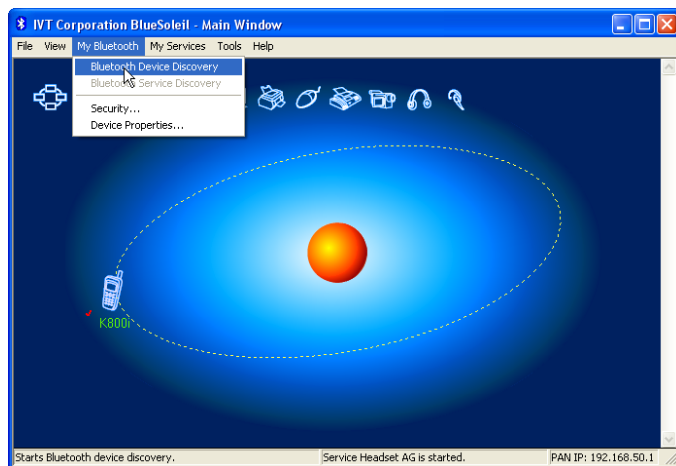 IVT Corporation BlueSoleil - Main Window
File View My Bluetooth My Services Tools Help
Bluetooth Device Discovery
Bluetooth Service Discovery
Security...
Device Properties...
K800i
Starts Bluetooth device discovery. Service Headset AG is started. PAN IP: 192.168.50.1